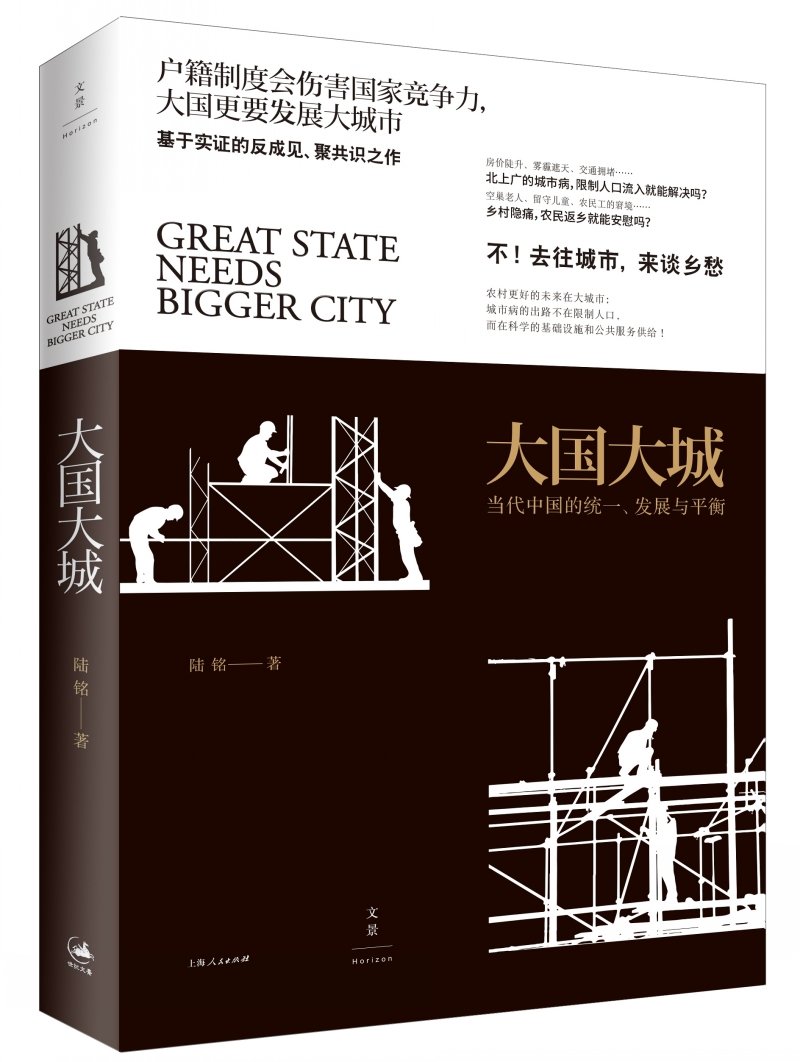 文景
Horizon
GREAT STATE
NEEDS
BIGGER CITY
大国大城
陆铭——著
世纪文景
户籍制度会伤害国家竞争力，
大国更要发展大城市
基于实证的反成见、聚共识之作
GREAT STATE
NEEDS
BIGGER CITY
房价陡升、雾霾遮天、交通拥堵……
北上广的城市病，限制人口流入就能解决吗？
空巢老人、留守儿童、农民工的窘境……
乡村隐痛，农民返乡就能安慰吗？
不！去往城市，来谈乡愁
农村更好的未来在大城市；
城市病的出路不在限制人口，
而在科学的基础设施和公共服务供给！
大国大城
当代中国的统一、发展与平衡
陆 铭——著
上海人民出版社
文景
Horizon